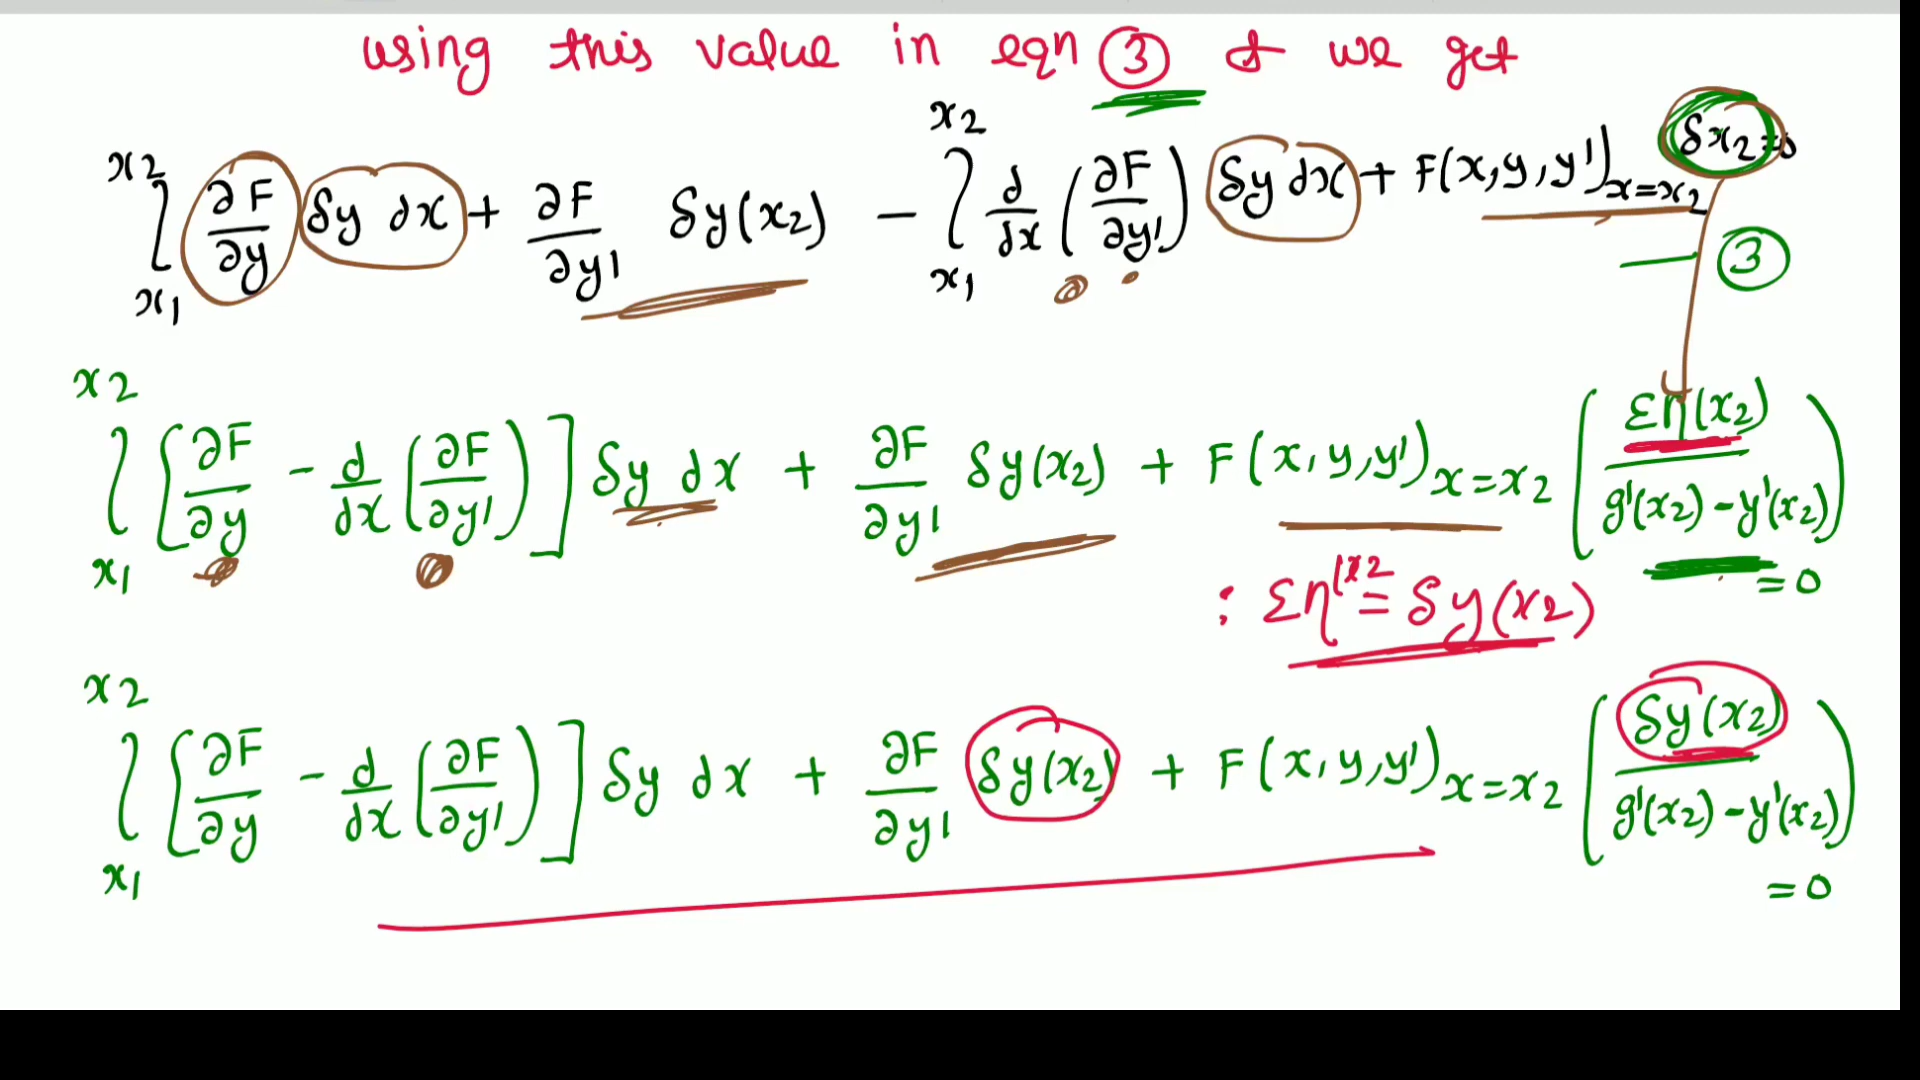 using this value in eqn ③ & we get
∫_{x1}^{x2} ∂F/∂y δy dx + ∂F/∂y' δy(x2) − ∫_{x1}^{x2} d/dx (∂F/∂y') δy dx + F(x,y,y')_{x=x2} δx2 =0
— ③
∫_{x1}^{x2} [∂F/∂y − d/dx (∂F/∂y')] δy dx + ∂F/∂y' δy(x2) + F(x,y,y')_{x=x2} (εη(x2) / g'(x2) − y'(x2)) = 0
: εη(x2 = δy(x2)
∫_{x1}^{x2} [∂F/∂y − d/dx (∂F/∂y')] δy dx + ∂F/∂y' δy(x2) + F(x,y,y')_{x=x2} (δy(x2) / g'(x2) − y'(x2)) = 0